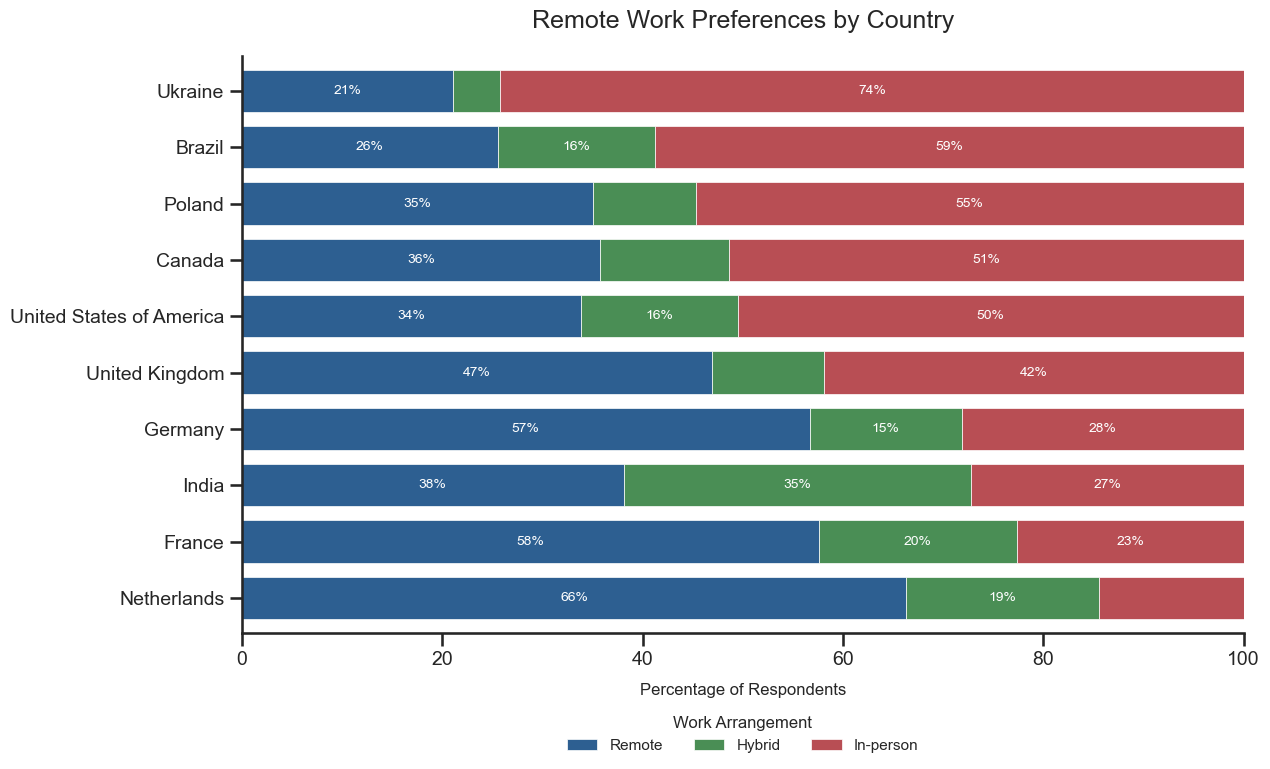 Remote Work Preferences by Country
Ukraine 21% 74%
Brazil 26% 16% 59%
Poland 35% 55%
Canada 36% 51%
United States of America 34% 16% 50%
United Kingdom 47% 42%
Germany 57% 15% 28%
India 38% 35% 27%
France 58% 20% 23%
Netherlands 66% 19%
0 20 40 60 80 100
Percentage of Respondents
Work Arrangement
Remote Hybrid In-person